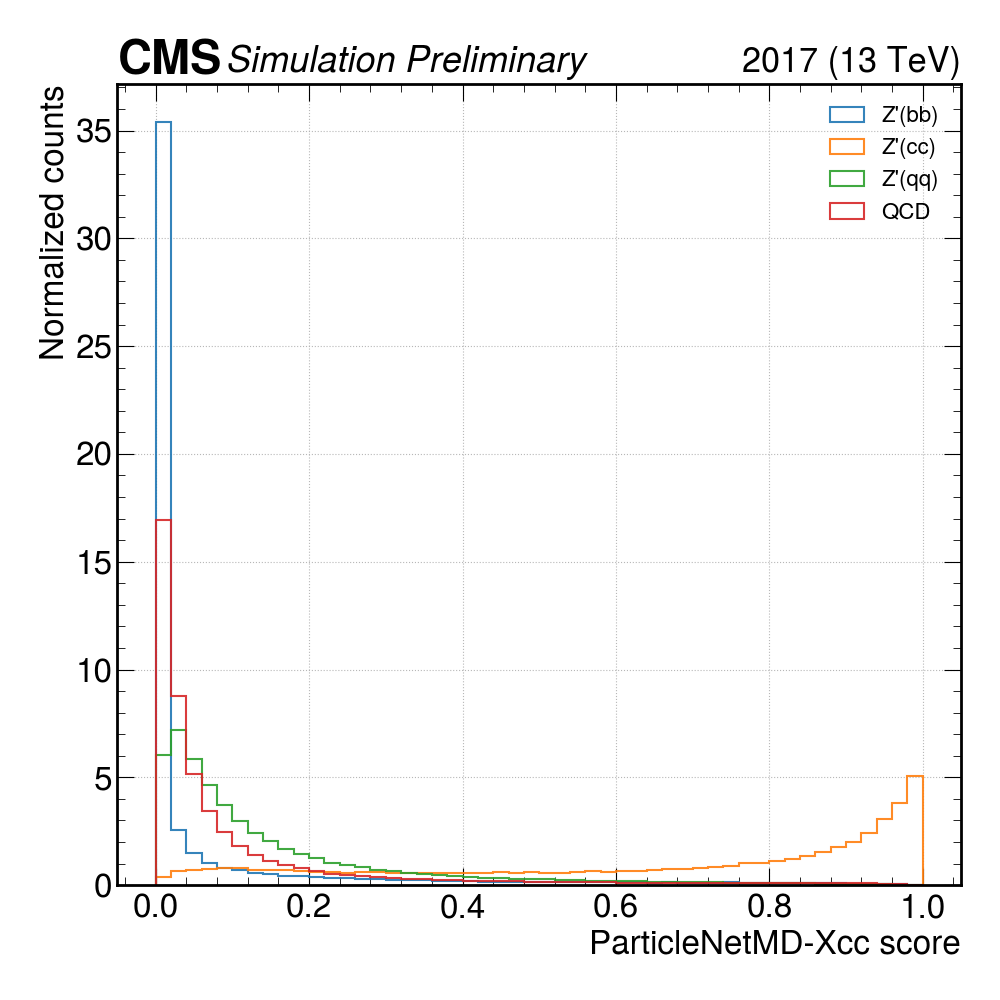 CMS Simulation Preliminary 2017 (13 TeV)
Normalized counts
35
30
25
20
15
10
5
0
Z'(bb)
Z'(cc)
Z'(qq)
QCD
0.0 0.2 0.4 0.6 0.8 1.0
ParticleNetMD-Xcc score